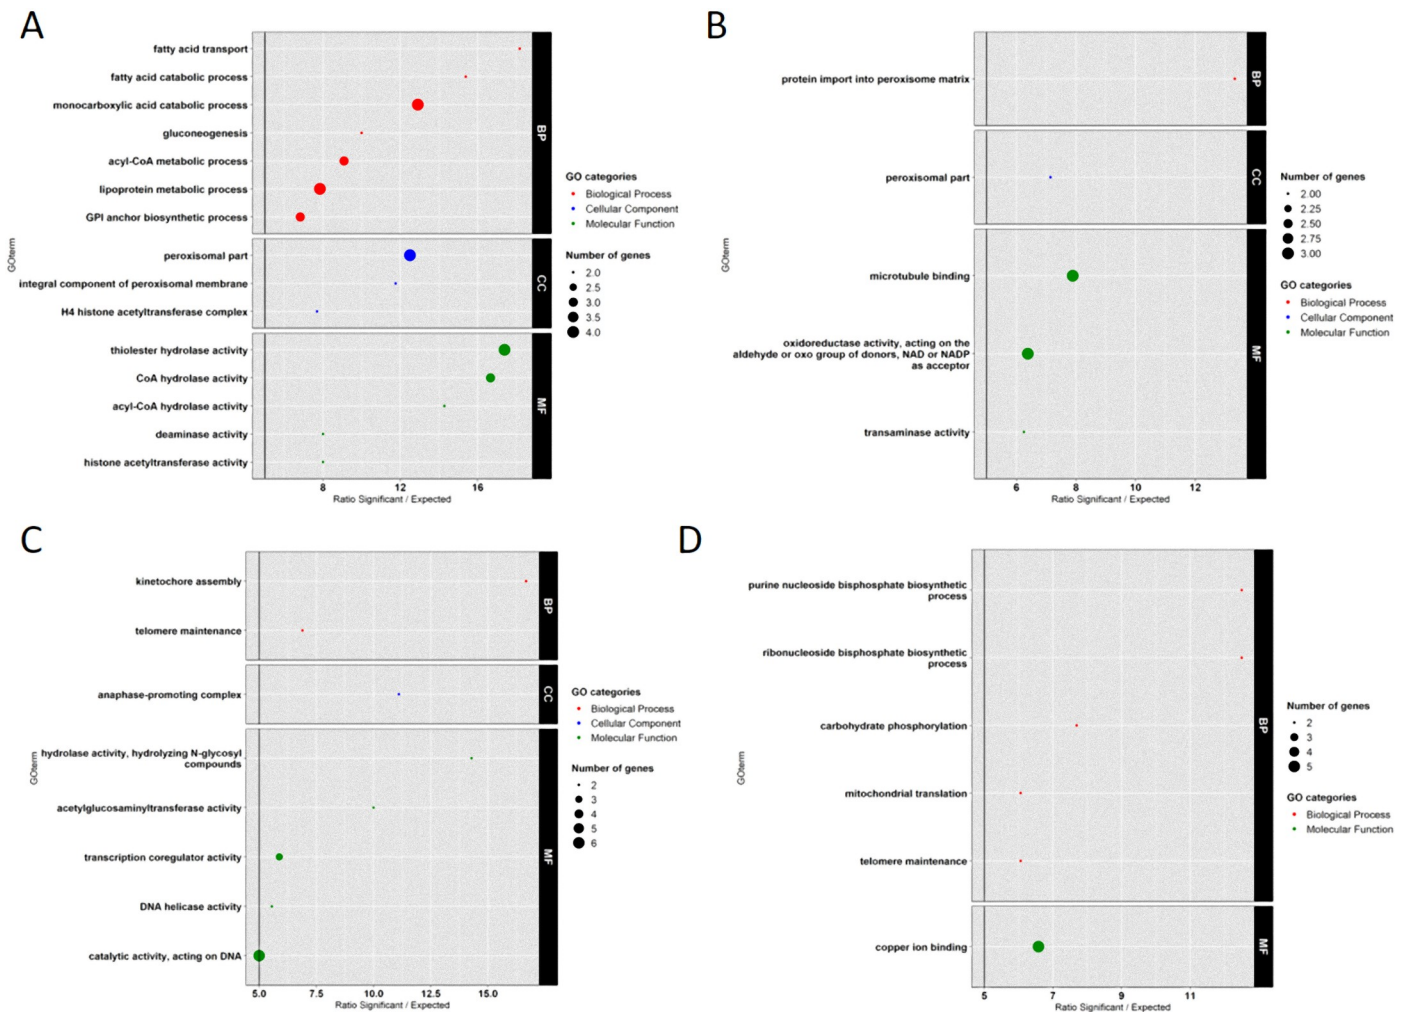 A
fatty acid transport
fatty acid catabolic process
monocarboxylic acid catabolic process
gluconeogenesis
acyl-CoA metabolic process
lipoprotein metabolic process
GPI anchor biosynthetic process
BP
peroxisomal part
integral component of peroxisomal membrane
H4 histone acetyltransferase complex
CC
thiolester hydrolase activity
CoA hydrolase activity
acyl-CoA hydrolase activity
deaminase activity
histone acetyltransferase activity
MF
GOterm
8 12 16
Ratio Significant / Expected
GO categories
Biological Process
Cellular Component
Molecular Function
Number of genes
2.0
2.5
3.0
3.5
4.0
B
protein import into peroxisome matrix
BP
peroxisomal part
CC
microtubule binding
oxidoreductase activity, acting on the
aldehyde or oxo group of donors, NAD or NADP
as acceptor
transaminase activity
MF
GOterm
6 8 10 12
Ratio Significant / Expected
Number of genes
2.00
2.25
2.50
2.75
3.00
GO categories
Biological Process
Cellular Component
Molecular Function
C
kinetochore assembly
telomere maintenance
BP
anaphase-promoting complex
CC
hydrolase activity, hydrolyzing N-glycosyl
compounds
acetylglucosaminyltransferase activity
transcription coregulator activity
DNA helicase activity
catalytic activity, acting on DNA
MF
GOterm
5.0 7.5 10.0 12.5 15.0
Ratio Significant / Expected
GO categories
Biological Process
Cellular Component
Molecular Function
Number of genes
2
3
4
5
6
D
purine nucleoside bisphosphate biosynthetic
process
ribonucleoside bisphosphate biosynthetic
process
carbohydrate phosphorylation
mitochondrial translation
telomere maintenance
BP
copper ion binding
MF
GOterm
5 7 9 11
Ratio Significant / Expected
Number of genes
2
3
4
5
GO categories
Biological Process
Molecular Function